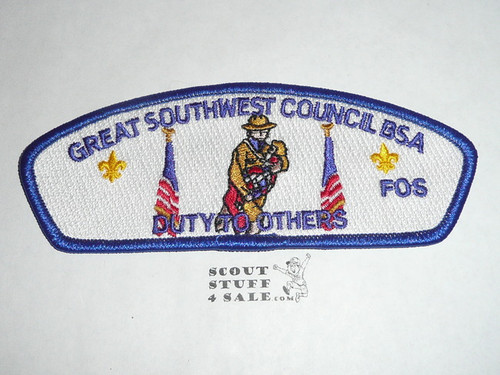 GREAT SOUTHWEST COUNCIL BSA
FOS
DUTY TO OTHERS
SCOUT
STUFF
4 SALE.COM